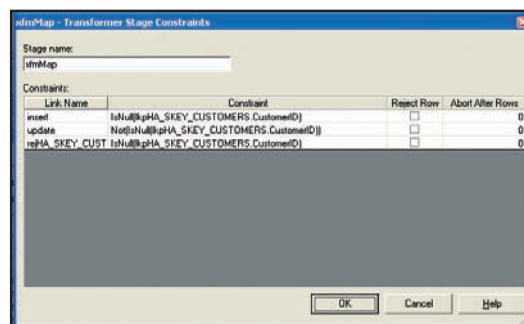 xfmMap - Transformer Stage Constraints
Stage name:
xfmMap
Constraints:
Link Name Constraint Reject Row Abort After Rows
insert IsNull(lkpHA_SKEY_CUSTOMERS.CustomerID) 0
update Not(IsNull(lkpHA_SKEY_CUSTOMERS.CustomerID)) 0
rejHA_SKEY_CUST IsNull(lkpHA_SKEY_CUSTOMERS.CustomerID) 0
OK Cancel Help